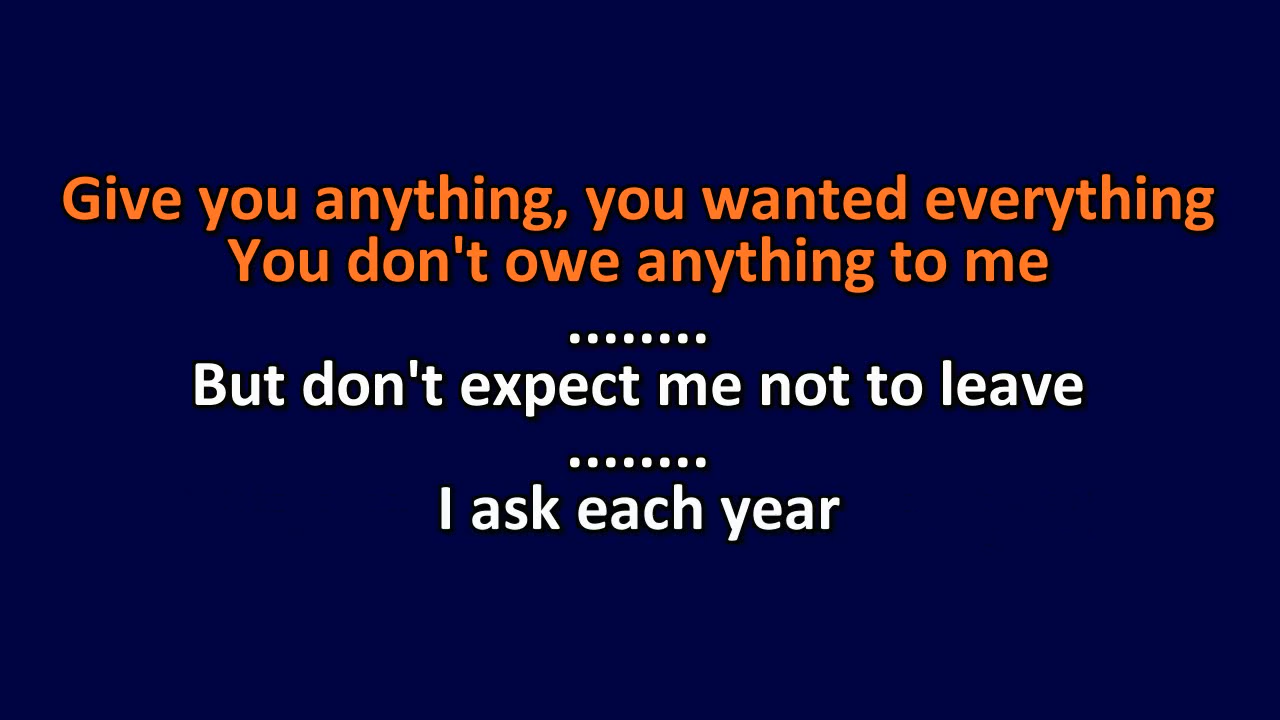 Give you anything, you wanted everything
You don't owe anything to me
........
But don't expect me not to leave
........
I ask each year